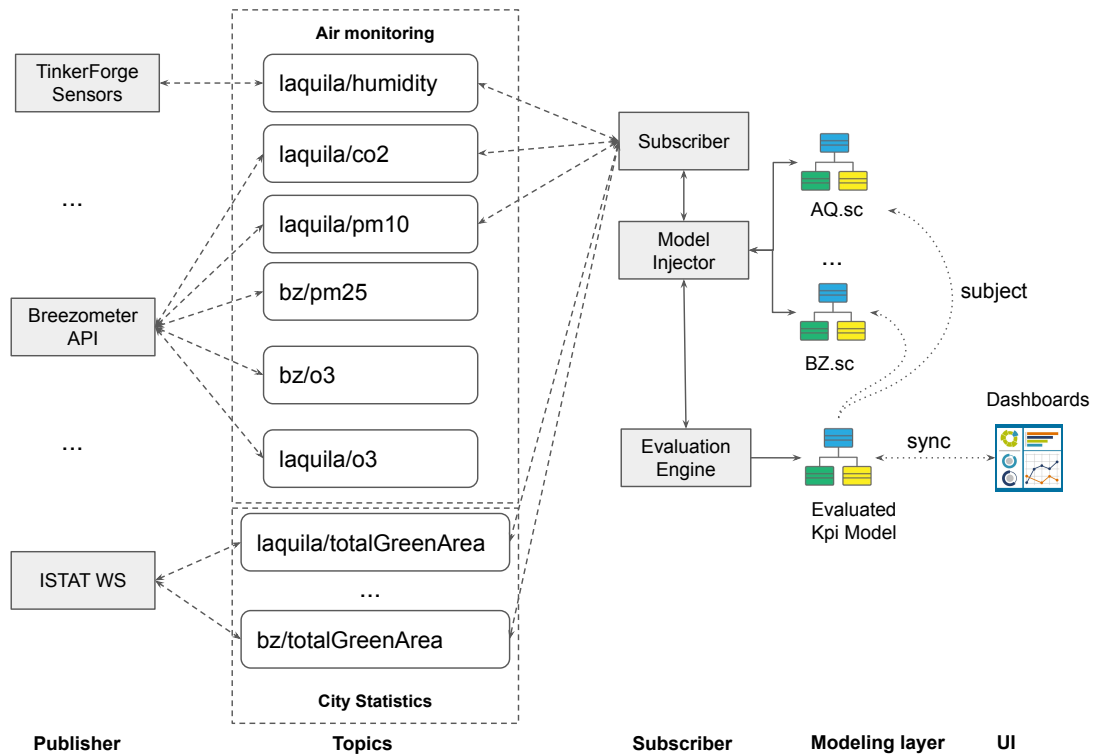 Air monitoring
TinkerForge
Sensors
...
Breezometer
API
...
ISTAT WS
laquila/humidity
laquila/co2
laquila/pm10
bz/pm25
bz/o3
laquila/o3
laquila/totalGreenArea
...
bz/totalGreenArea
City Statistics
Subscriber
Model
Injector
Evaluation
Engine
AQ.sc
...
BZ.sc
subject
Evaluated
Kpi Model
sync
Dashboards
Publisher
Topics
Subscriber
Modeling layer
UI